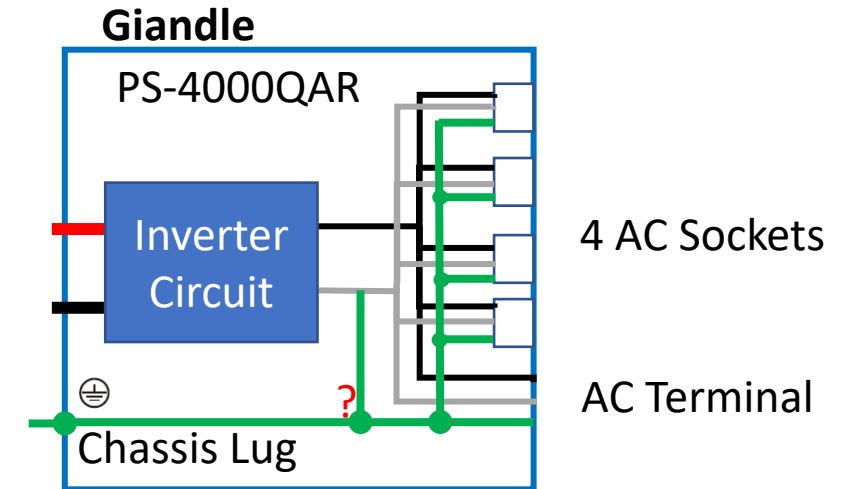 Giandle
PS-4000QAR
Inverter
Circuit
4 AC Sockets
?
AC Terminal
Chassis Lug